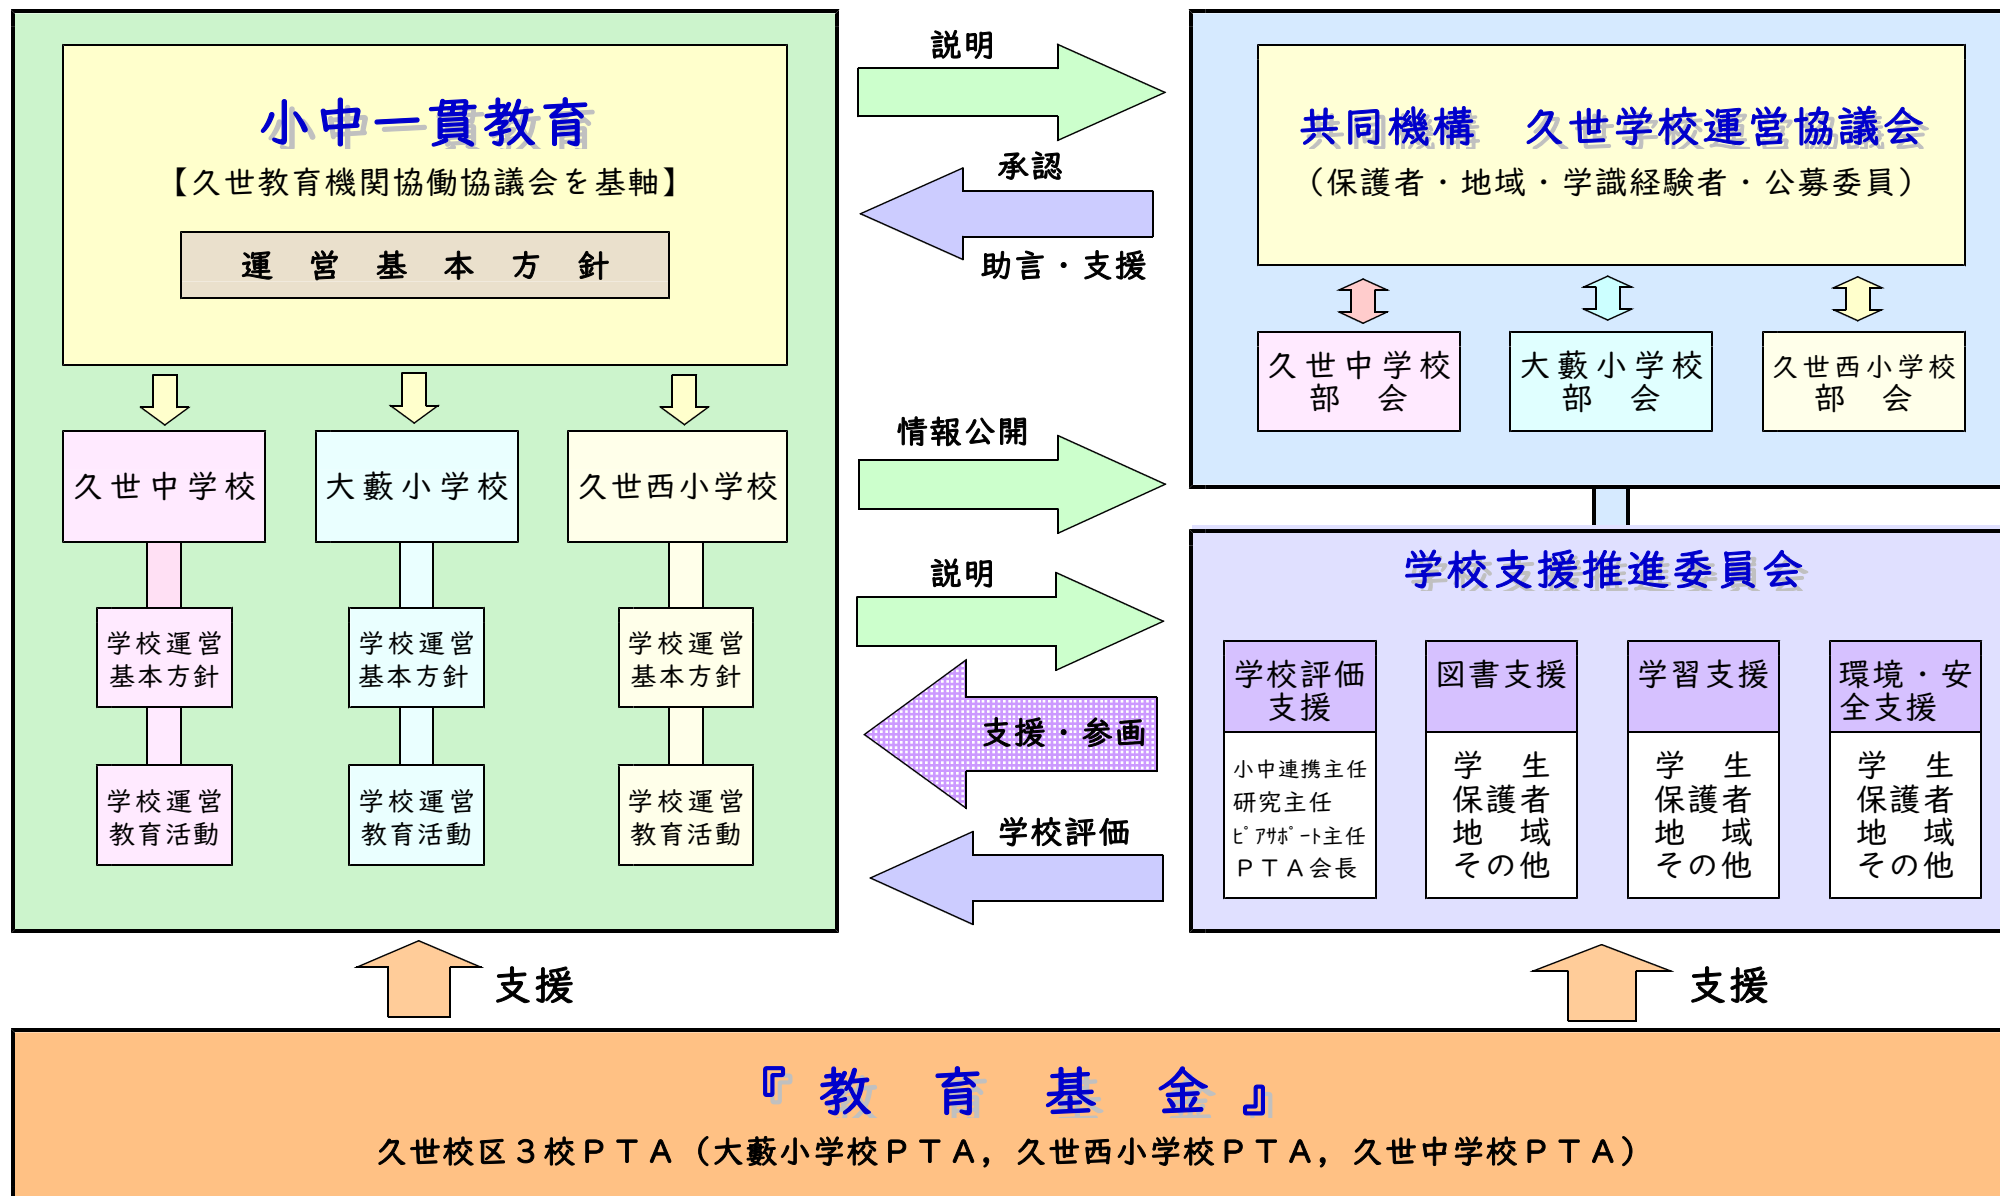 小中一貫教育
【久世教育機関協働協議会を基軸】
運　営　基　本　方　針
久世中学校
大藪小学校
久世西小学校
学校運営
基本方針
学校運営
基本方針
学校運営
基本方針
学校運営
教育活動
学校運営
教育活動
学校運営
教育活動
説明
承認
助言・支援
情報公開
説明
支援・参画
学校評価
共同機構　久世学校運営協議会
（保護者・地域・学識経験者・公募委員）
久世中学校
部　会
大藪小学校
部　会
久世西小学校
部　会
学校支援推進委員会
学校評価
支援
小中連携主任
研究主任
ﾋﾟｱｻﾎﾟｰﾄ主任
ＰＴＡ会長
図書支援
学　生
保護者
地　域
その他
学習支援
学　生
保護者
地　域
その他
環境・安
全支援
学　生
保護者
地　域
その他
支援
支援
『 教　育　基　金 』
久世校区３校ＰＴＡ（大藪小学校ＰＴＡ，久世西小学校ＰＴＡ，久世中学校ＰＴＡ）